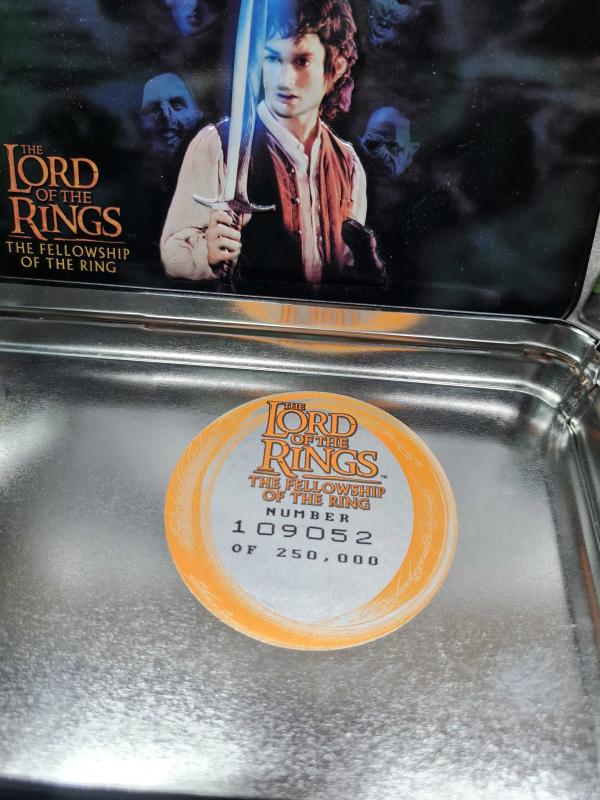 THE
LORD
OF THE
RINGS
THE FELLOWSHIP
OF THE RING
THE
LORD
OF THE
RINGS™
THE FELLOWSHIP
OF THE RING
NUMBER
109052
OF 250,000